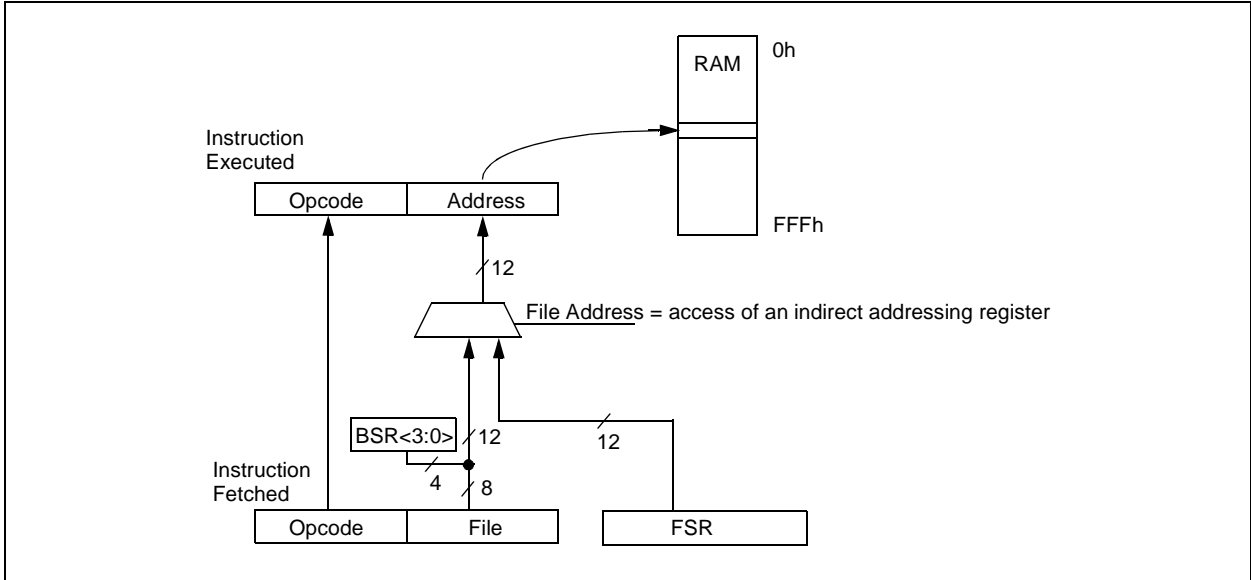 RAM
0h
Instruction
Executed
Opcode
Address
FFFh
12
File Address = access of an indirect addressing register
BSR<3:0>
12
12
4
8
Instruction
Fetched
Opcode
File
FSR